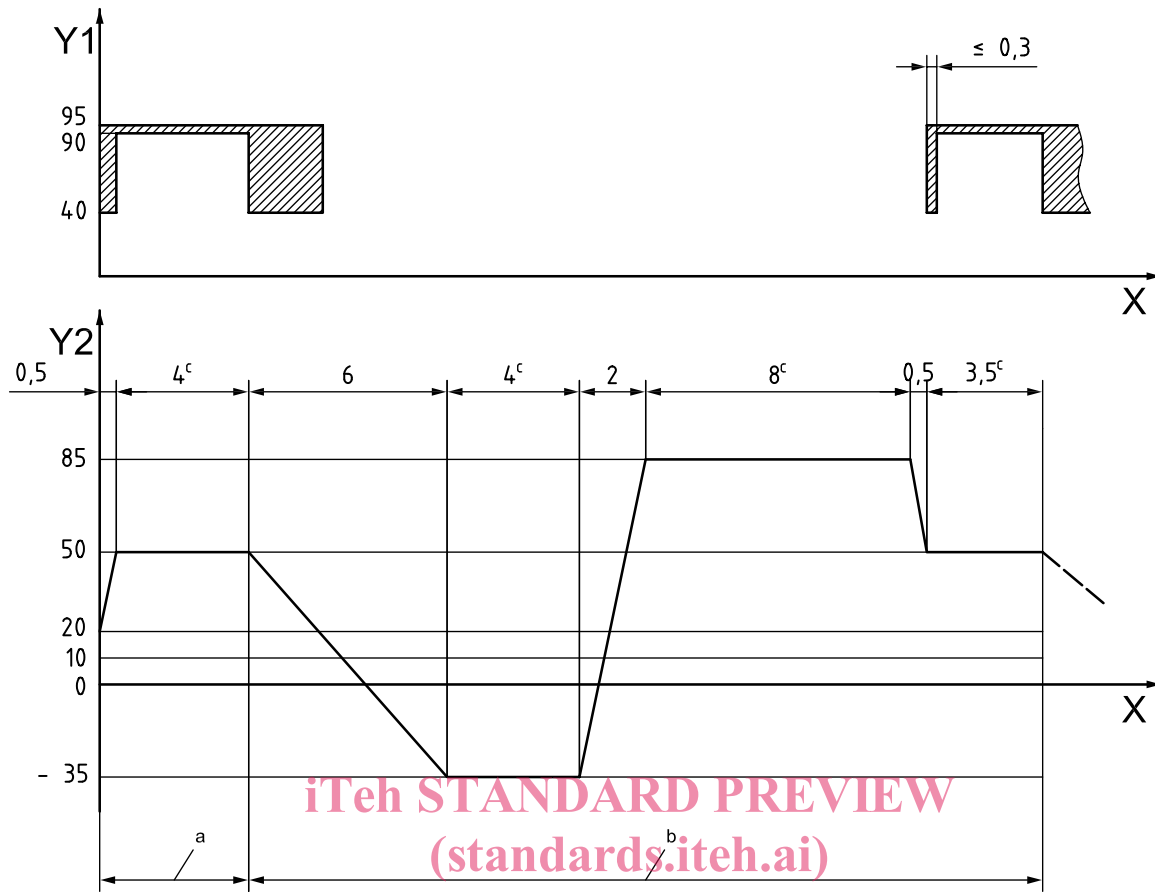 Y1
≤ 0,3
95
90
40
X
Y2
0,5
4c
6
4c
2
8c
0,5
3,5c
85
50
20
10
0
X
- 35
iTeh STANDARD PREVIEW
a
b
(standards.iteh.ai)